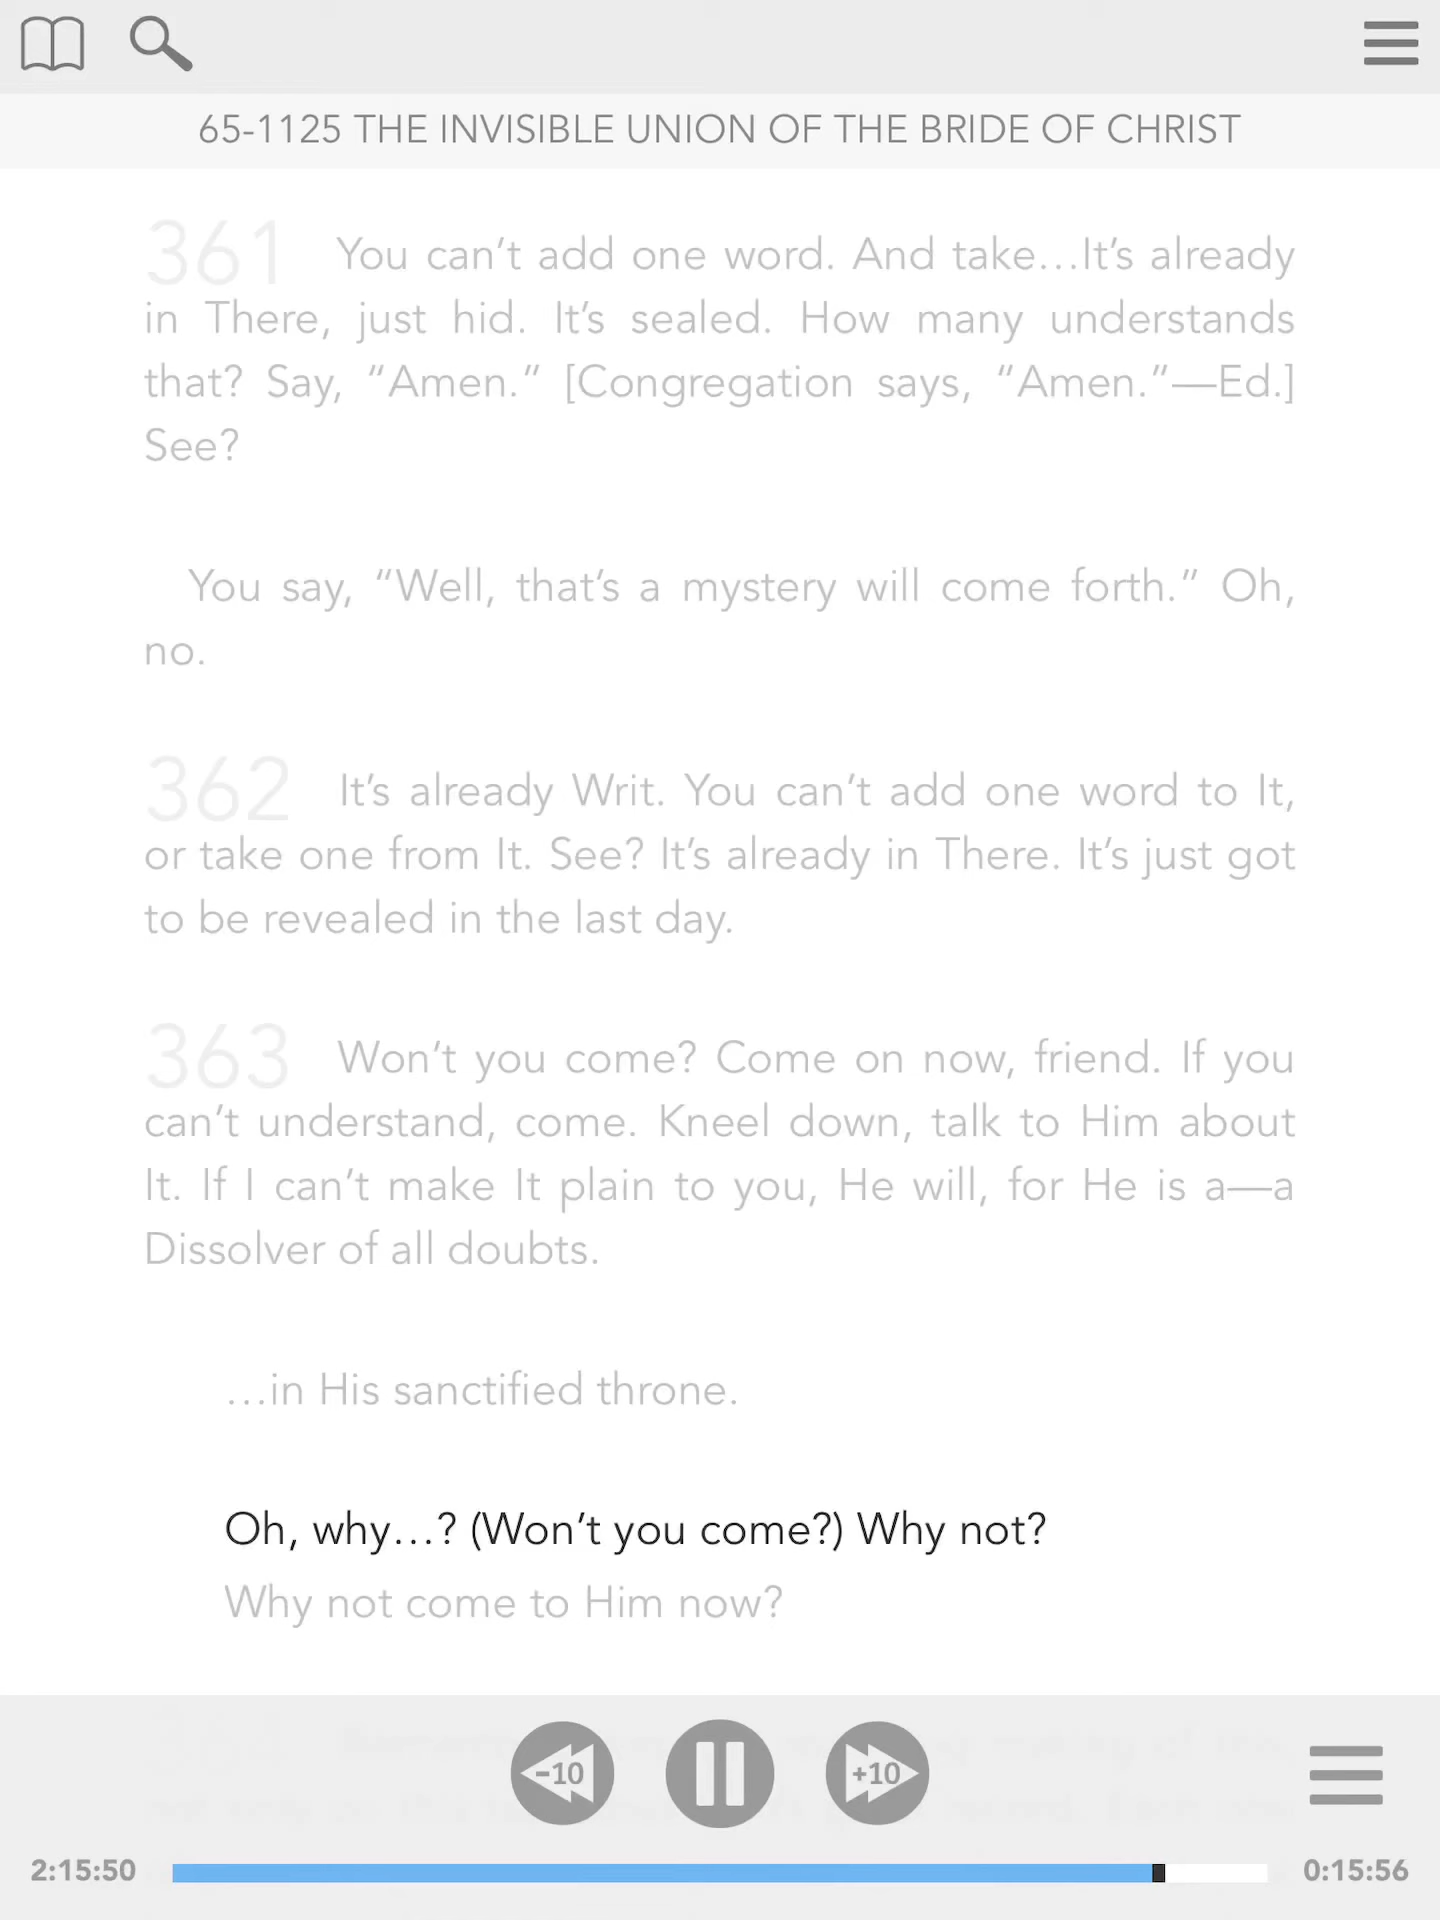 65-1125 THE INVISIBLE UNION OF THE BRIDE OF CHRIST
361 You can’t add one word. And take…It’s already
in There, just hid. It’s sealed. How many understands
that? Say, “Amen.” [Congregation says, “Amen.”—Ed.]
See?
You say, “Well, that’s a mystery will come forth.” Oh,
no.
362 It’s already Writ. You can’t add one word to It,
or take one from It. See? It’s already in There. It’s just got
to be revealed in the last day.
363 Won’t you come? Come on now, friend. If you
can’t understand, come. Kneel down, talk to Him about
It. If I can’t make It plain to you, He will, for He is a—a
Dissolver of all doubts.
…in His sanctified throne.
Oh, why…? (Won’t you come?) Why not?
Why not come to Him now?
-10 +10
2:15:50 0:15:56